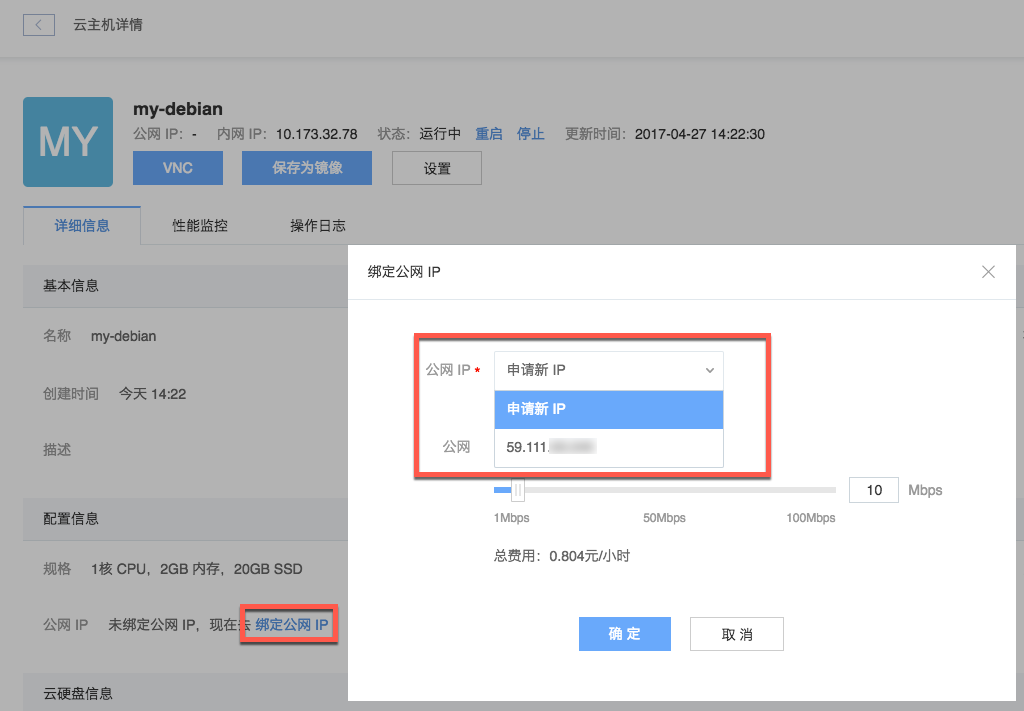 云主机详情
MY
my-debian
公网 IP: - 内网 IP: 10.173.32.78 状态: 运行中 重启 停止 更新时间: 2017-04-27 14:22:30
VNC 保存为镜像 设置
详细信息 性能监控 操作日志
基本信息
名称 my-debian
创建时间 今天 14:22
描述
配置信息
规格 1核 CPU，2GB 内存，20GB SSD
公网 IP 未绑定公网 IP，现在去 绑定公网 IP
云硬盘信息
绑定公网 IP
公网 IP * 申请新 IP
申请新 IP
公网 59.111.
10 Mbps
1Mbps 50Mbps 100Mbps
总费用: 0.804元/小时
确 定 取 消